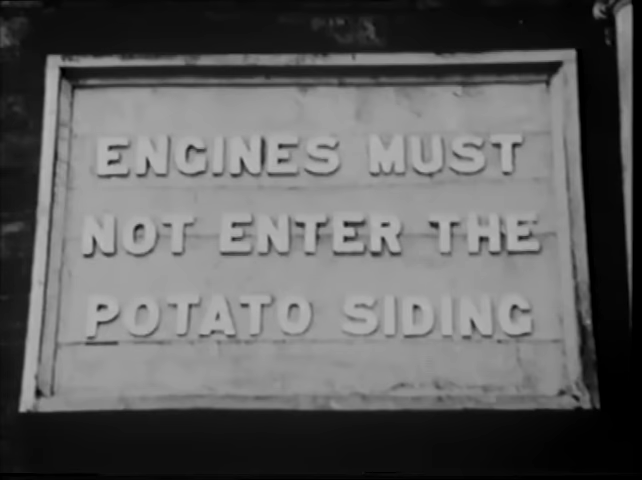 ENGINES MUST
NOT ENTER THE
POTATO SIDING